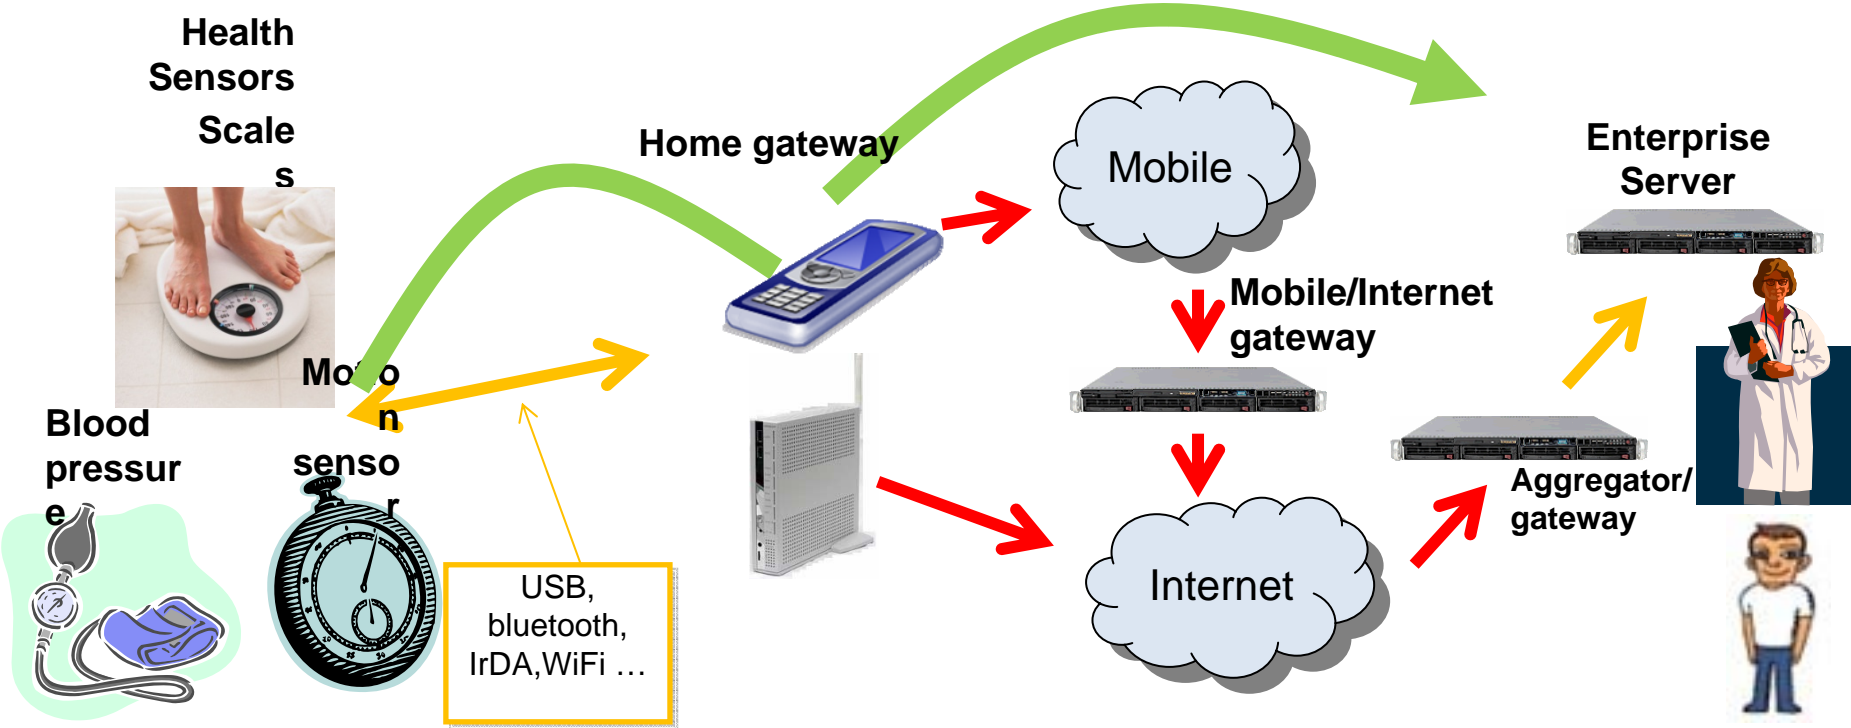 Health
Sensors
Scale
s
Home gateway
Mobile
Enterprise
Server
Mobile/Internet
gateway
Motio
n
senso
r
Blood
pressur
e
Aggregator/
gateway
USB,
bluetooth,
IrDA,WiFi …
Internet